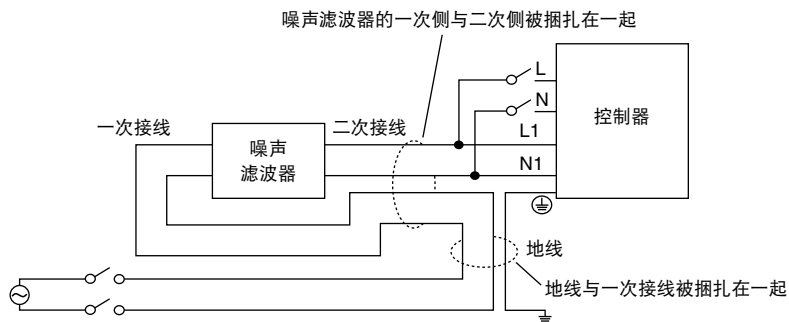 噪声滤波器的一次侧与二次侧被捆扎在一起
L
N
一次接线
二次接线
L1
控制器
噪声
滤波器
N1
地线
地线与一次接线被捆扎在一起